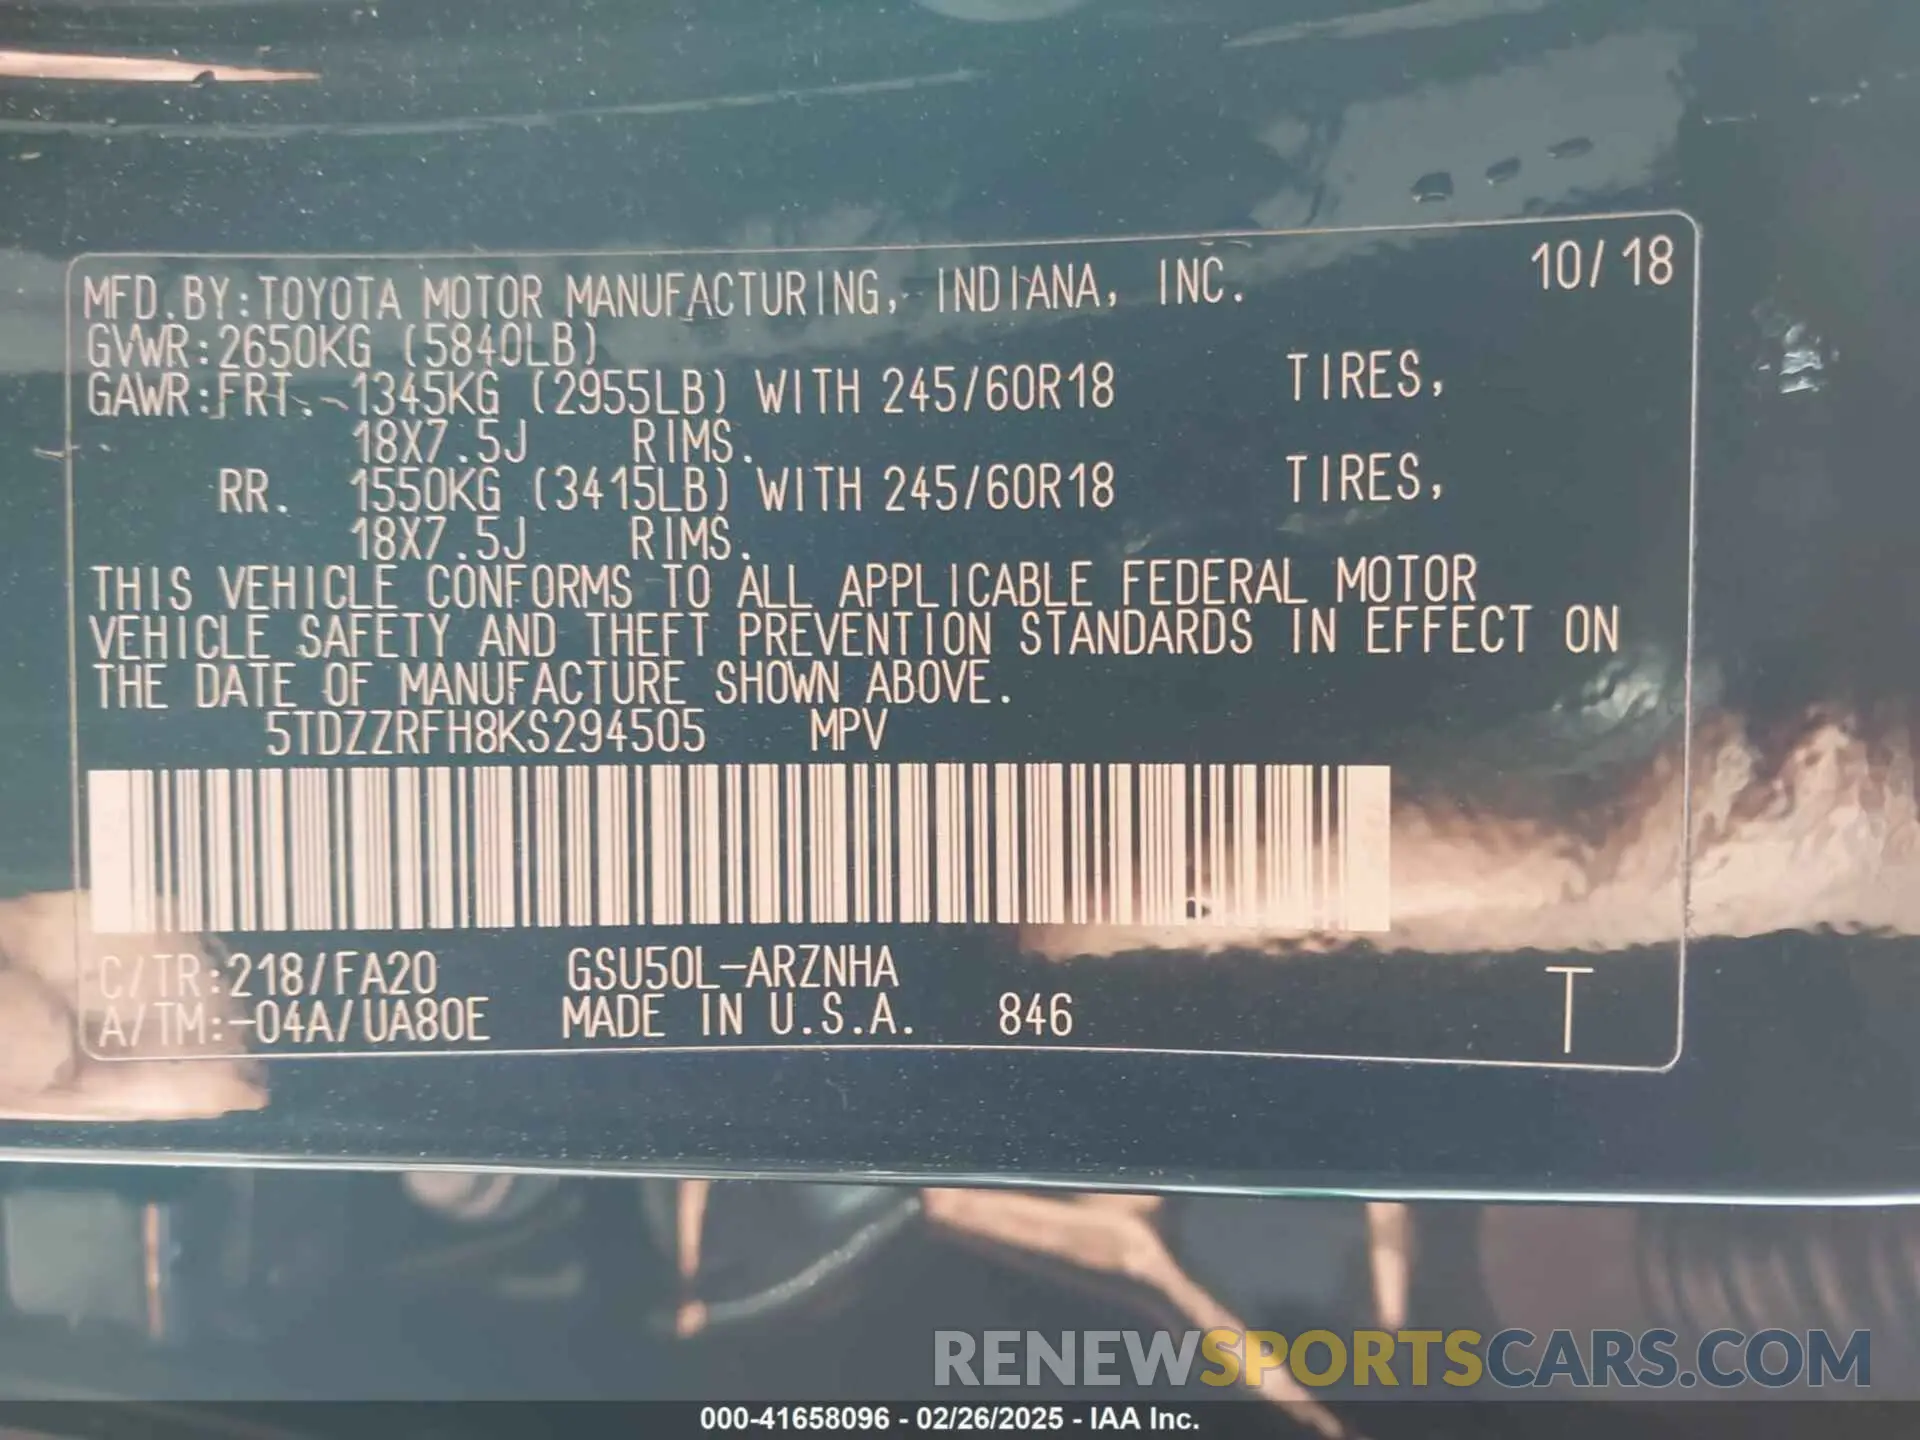 10/18
MFD.BY:TOYOTA MOTOR MANUFACTURING, INDIANA, INC.
GVWR:2650KG (5840LB)
GAWR:FRT. 1345KG (2955LB) WITH 245/60R18 TIRES,
18X7.5J RIMS.
RR. 1550KG (3415LB) WITH 245/60R18 TIRES,
18X7.5J RIMS.
THIS VEHICLE CONFORMS TO ALL APPLICABLE FEDERAL MOTOR
VEHICLE SAFETY AND THEFT PREVENTION STANDARDS IN EFFECT ON
THE DATE OF MANUFACTURE SHOWN ABOVE.
5TDZZRFH8KS294505 MPV
C/TR:218/FA20 GSU50L-ARZNHA
A/TM:-04A/UA80E MADE IN U.S.A. 846 T
RENEWSPORTSCARS.COM
000-41658096 - 02/26/2025 - IAA Inc.